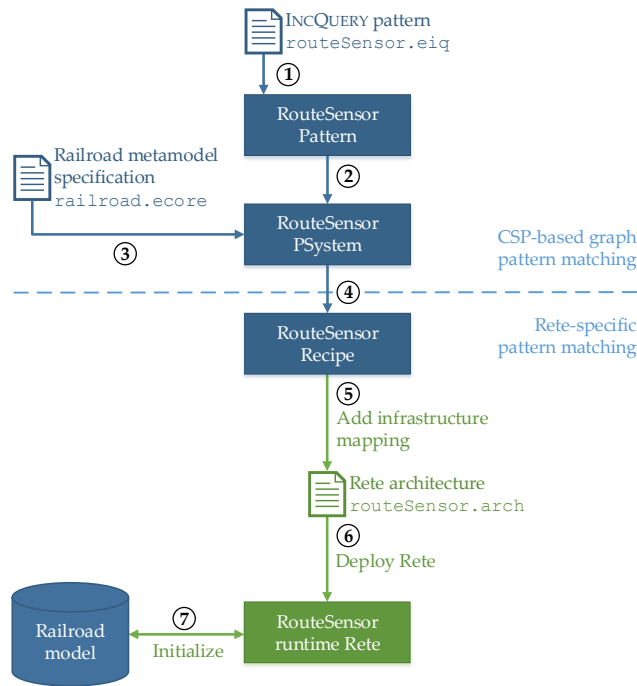 INCQUERY pattern
routeSensor.eiq
①
RouteSensor
Pattern
②
Railroad metamodel
specification
railroad.ecore
③
RouteSensor
PSystem
CSP-based graph
pattern matching
④
Rete-specific
pattern matching
RouteSensor
Recipe
⑤
Add infrastructure
mapping
Rete architecture
routeSensor.arch
⑥
Deploy Rete
⑦
Initialize
Railroad
model
RouteSensor
runtime Rete